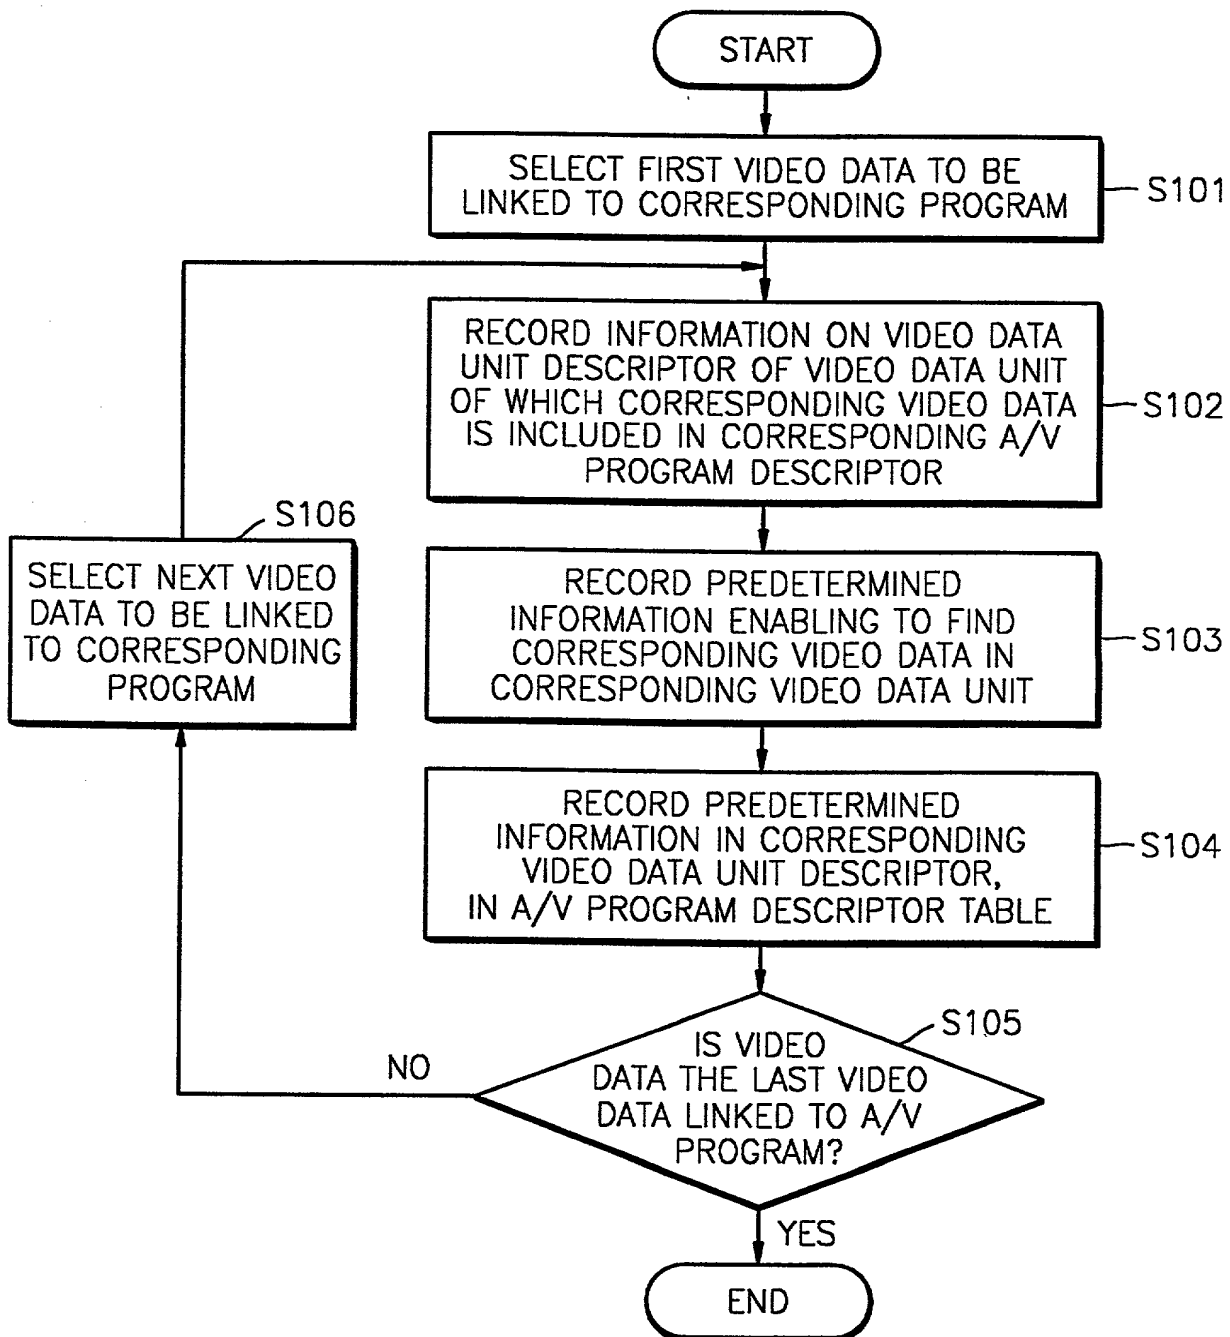 START
SELECT FIRST VIDEO DATA TO BE
LINKED TO CORRESPONDING PROGRAM
S101
RECORD INFORMATION ON VIDEO DATA
UNIT DESCRIPTOR OF VIDEO DATA UNIT
OF WHICH CORRESPONDING VIDEO DATA
IS INCLUDED IN CORRESPONDING A/V
PROGRAM DESCRIPTOR
S102
RECORD PREDETERMINED
INFORMATION ENABLING TO FIND
CORRESPONDING VIDEO DATA IN
CORRESPONDING VIDEO DATA UNIT
S103
RECORD PREDETERMINED
INFORMATION IN CORRESPONDING
VIDEO DATA UNIT DESCRIPTOR,
IN A/V PROGRAM DESCRIPTOR TABLE
S104
IS VIDEO
DATA THE LAST VIDEO
DATA LINKED TO A/V
PROGRAM?
S105
NO
S106
SELECT NEXT VIDEO
DATA TO BE LINKED
TO CORRESPONDING
PROGRAM
YES
END